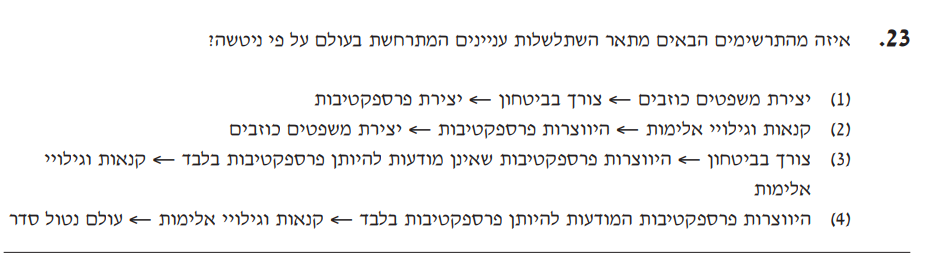 23. איזה מהתרשימים הבאים מתאר השתלשלות עניינים המתרחשת בעולם על פי ניטשה?
(1) יצירת משפטים כוזבים ← צורך בביטחון ← יצירת פרספקטיבות
(2) קנאות וגילויי אלימות ← היווצרות פרספקטיבות ← יצירת משפטים כוזבים
(3) צורך בביטחון ← היווצרות פרספקטיבות שאינן מודעות להיותן פרספקטיבות בלבד ← קנאות וגילויי
אלימות
(4) היווצרות פרספקטיבות המודעות להיותן פרספקטיבות בלבד ← קנאות וגילויי אלימות ← עולם נטול סדר